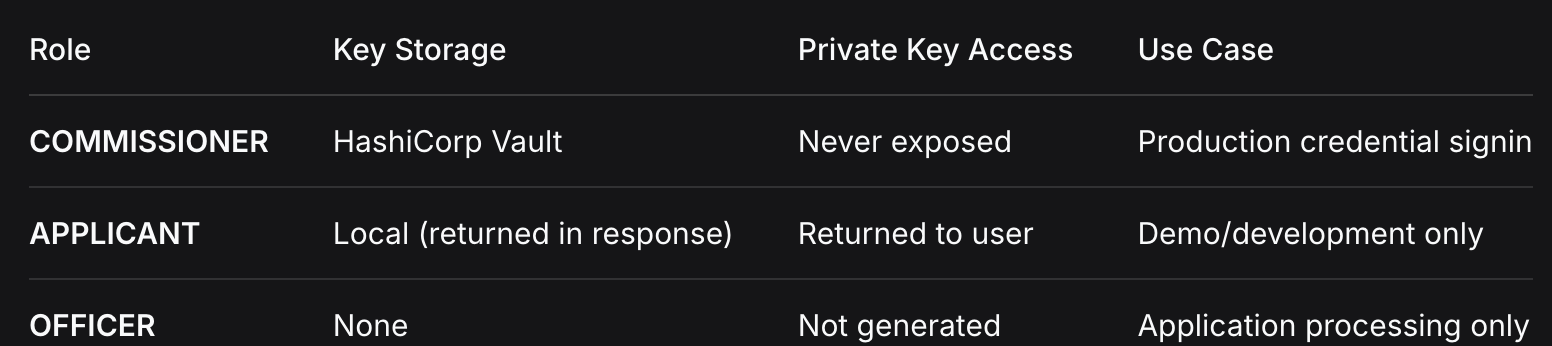 Role Key Storage Private Key Access Use Case
COMMISSIONER HashiCorp Vault Never exposed Production credential signin
APPLICANT Local (returned in response) Returned to user Demo/development only
OFFICER None Not generated Application processing only